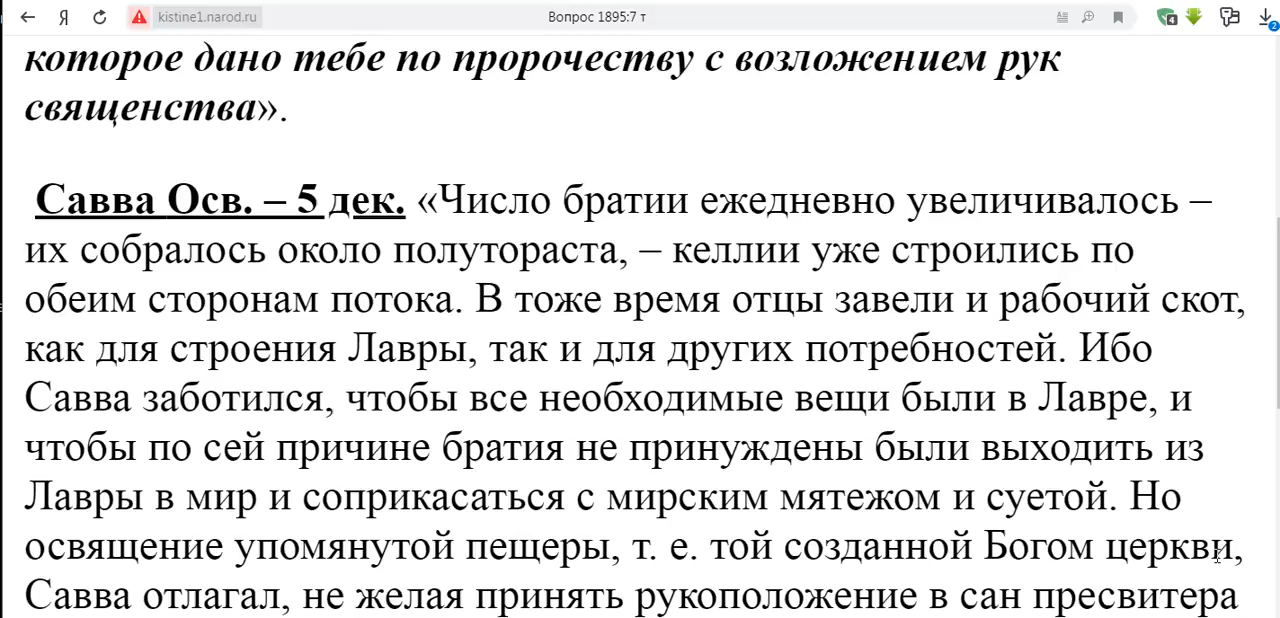 kistine1.narod.ru
Вопрос 1895:7 т
4
2
которое дано тебе по пророчеству с возложением рук
священства».
Савва Осв. – 5 дек. «Число братии ежедневно увеличивалось –
их собралось около полутораста, – келлии уже строились по
обеим сторонам потока. В тоже время отцы завели и рабочий скот,
как для строения Лавры, так и для других потребностей. Ибо
Савва заботился, чтобы все необходимые вещи были в Лавре, и
чтобы по сей причине братия не принуждены были выходить из
Лавры в мир и соприкасаться с мирским мятежом и суетой. Но
освящение упомянутой пещеры, т. е. той созданной Богом церкви,
Савва отлагал, не желая принять рукоположение в сан пресвитера